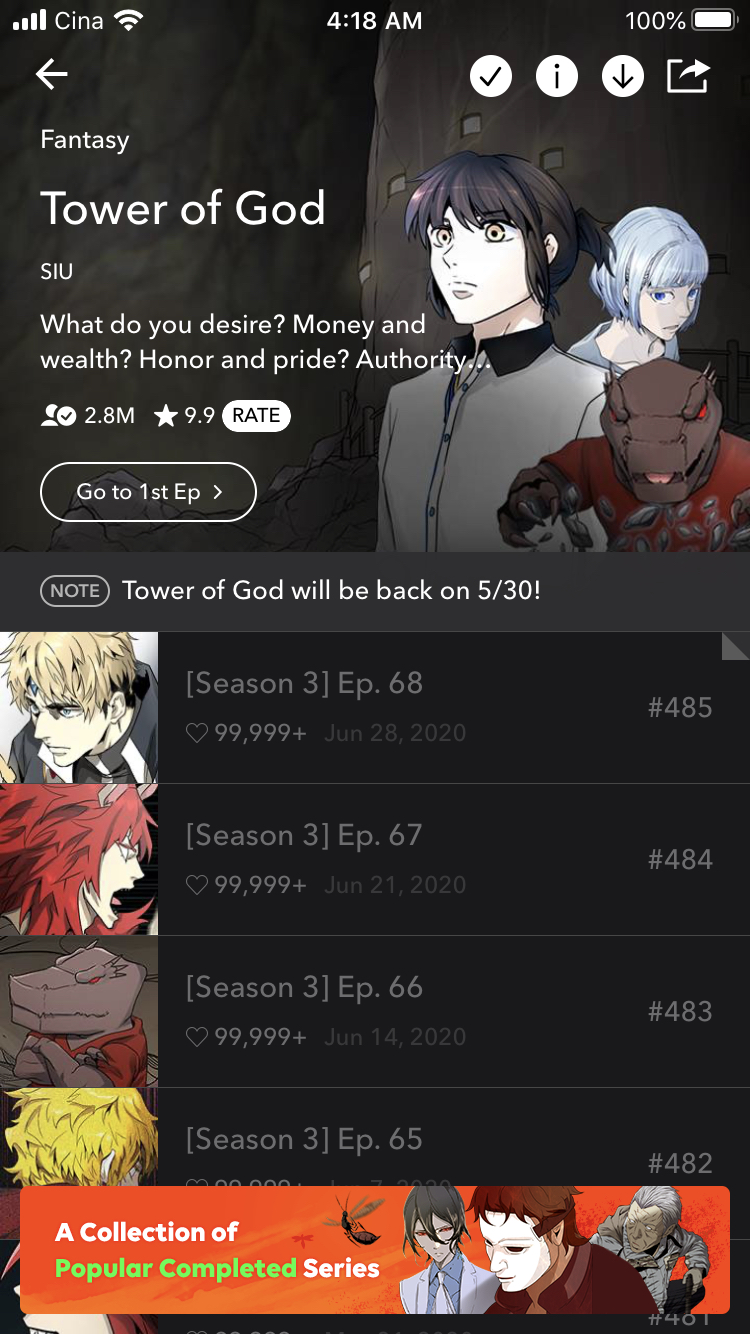 Cina
4:18 AM
100%
Fantasy
Tower of God
SIU
What do you desire? Money and
wealth? Honor and pride? Authority...
2.8M 9.9 RATE
Go to 1st Ep >
NOTE Tower of God will be back on 5/30!
[Season 3] Ep. 68
99,999+ Jun 28, 2020
#485
[Season 3] Ep. 67
99,999+ Jun 21, 2020
#484
[Season 3] Ep. 66
99,999+ Jun 14, 2020
#483
[Season 3] Ep. 65
#482
A Collection of
Popular Completed Series
#481